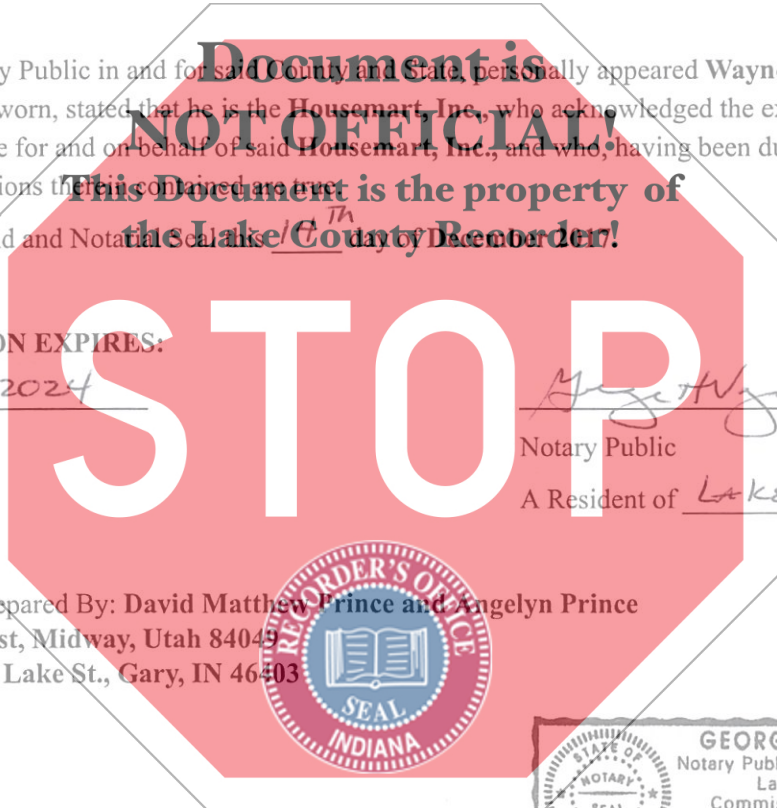 Document is
y Public in and for said County and State, personally appeared Wayn
NOT OFFICIAL!
worn, stated that he is the Housemart, Inc., who acknowledged the ex
e for and on behalf of said Housemart, Inc., and who, having been du
This Document is the property of
ions therein contained are true.
the Lake County Recorder!
d and Notarial Seal this 14Th day of December 2017.
ON EXPIRES:
2024
STOP
Notary Public
A Resident of LAKE
RECORDER'S OFFICE
SEAL
INDIANA
epared By: David Matthew Prince and Angelyn Prince
st, Midway, Utah 84049
Lake St., Gary, IN 46403
GEORG
Notary Publ
La
Commis
STATE OF
NOTARY
SEAL